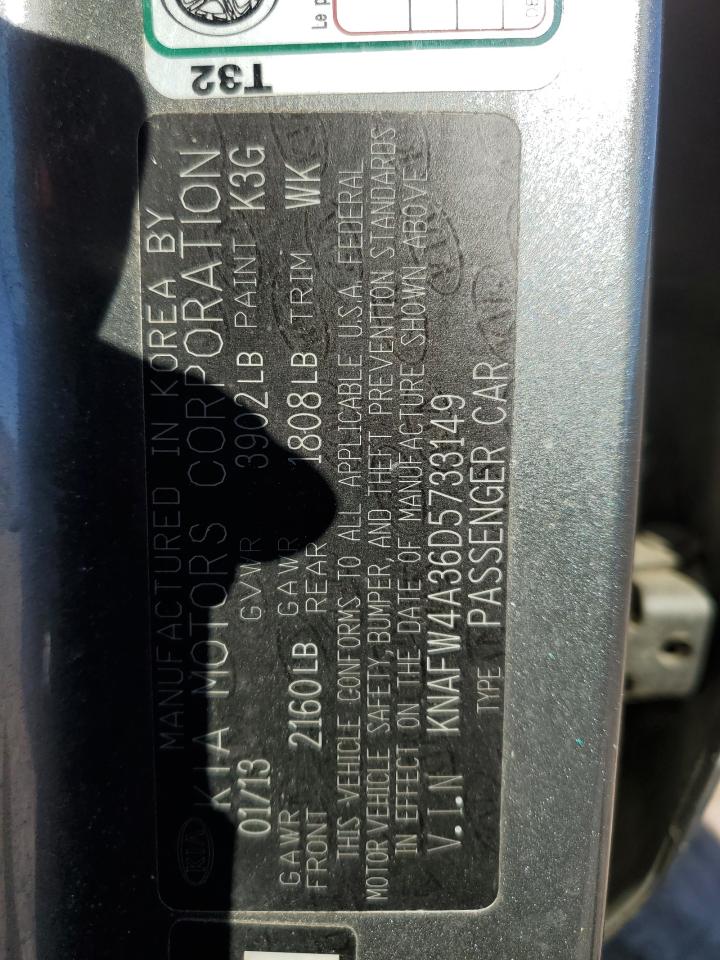 T32
MANUFACTURED IN KOREA BY
KIA KIA MOTORS CORPORATION
01/13 GVWR 3902LB PAINT K3G
GAWR FRONT 2160LB GAWR REAR 1808LB TRIM WK
THIS VEHICLE CONFORMS TO ALL APPLICABLE U.S.A. FEDERAL
MOTOR VEHICLE SAFETY, BUMPER, AND THEFT PREVENTION STANDARDS
IN EFFECT ON THE DATE OF MANUFACTURE SHOWN ABOVE.
V.I.N KNAFW4A36D5733149
TYPE PASSENGER CAR